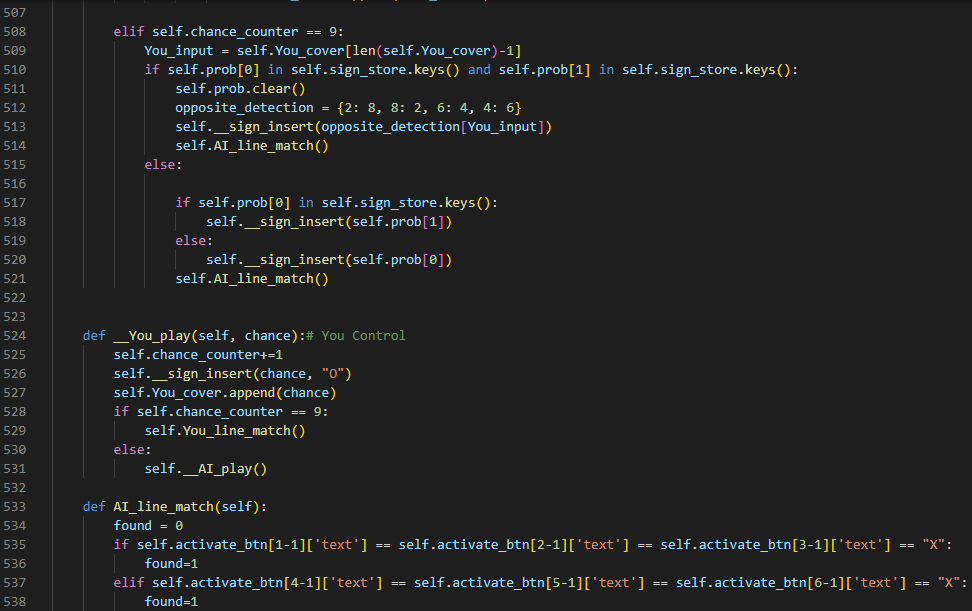 507
508 elif self.chance_counter == 9:
509 You_input = self.You_cover[len(self.You_cover)-1]
510 if self.prob[0] in self.sign_store.keys() and self.prob[1] in self.sign_store.keys():
511 self.prob.clear()
512 opposite_detection = {2: 8, 8: 2, 6: 4, 4: 6}
513 self.__sign_insert(opposite_detection[You_input])
514 self.AI_line_match()
515 else:
516
517 if self.prob[0] in self.sign_store.keys():
518 self.__sign_insert(self.prob[1])
519 else:
520 self.__sign_insert(self.prob[0])
521 self.AI_line_match()
522
523
524 def __You_play(self, chance):# You Control
525 self.chance_counter+=1
526 self.__sign_insert(chance, "O")
527 self.You_cover.append(chance)
528 if self.chance_counter == 9:
529 self.You_line_match()
530 else:
531 self.__AI_play()
532
533 def AI_line_match(self):
534 found = 0
535 if self.activate_btn[1-1]['text'] == self.activate_btn[2-1]['text'] == self.activate_btn[3-1]['text'] == "X":
536 found=1
537 elif self.activate_btn[4-1]['text'] == self.activate_btn[5-1]['text'] == self.activate_btn[6-1]['text'] == "X":
538 found=1